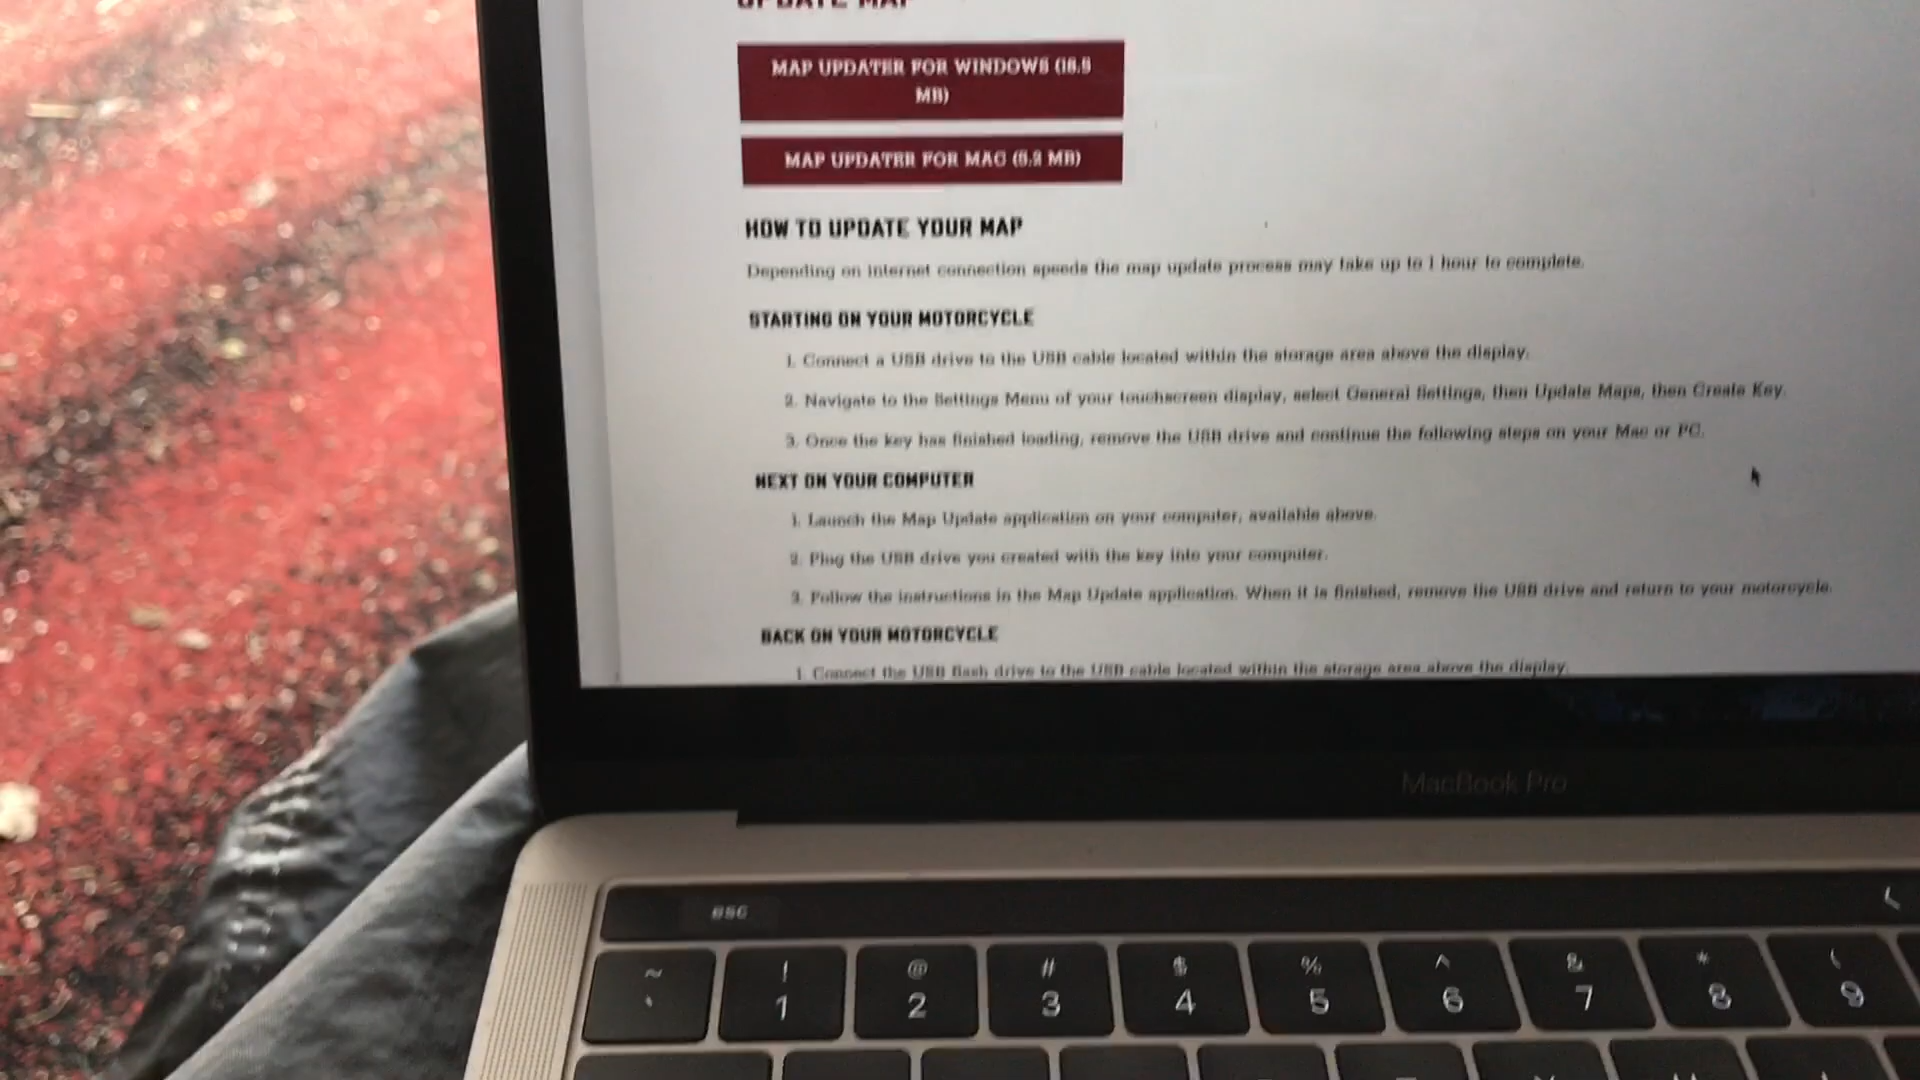 UPDATE MAP
MAP UPDATER FOR WINDOWS (16.5
MB)
MAP UPDATER FOR MAC (5.2 MB)
HOW TO UPDATE YOUR MAP
Depending on internet connection speeds the map update process may take up to 1 hour to complete.
STARTING ON YOUR MOTORCYCLE
1. Connect a USB drive to the USB cable located within the storage area above the display.
2. Navigate to the Settings Menu of your touchscreen display, select General Settings, then Update Maps, then Create Key.
3. Once the key has finished loading, remove the USB drive and continue the following steps on your Mac or PC.
NEXT ON YOUR COMPUTER
1. Launch the Map Update application on your computer, available above.
2. Plug the USB drive you created with the key into your computer.
3. Follow the instructions in the Map Update application. When it is finished, remove the USB drive and return to your motorcycle.
BACK ON YOUR MOTORCYCLE
1. Connect the USB flash drive to the USB cable located within the storage area above the display.
MacBook Pro
esc
~ ! @ # $ % ^ & * (
` 1 2 3 4 5 6 7 8 9